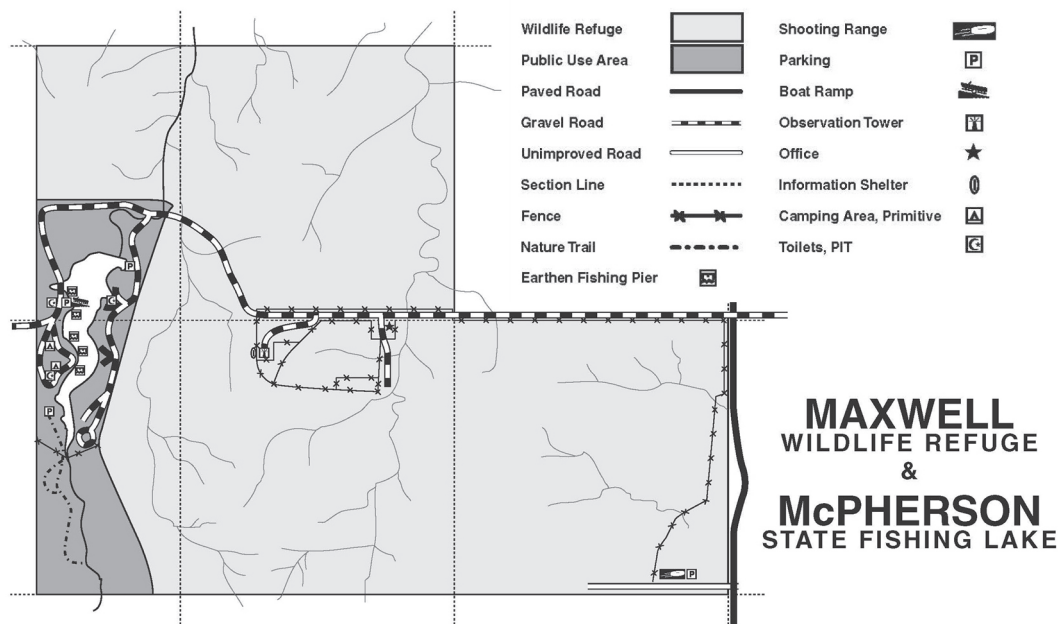 Wildlife Refuge
Public Use Area
Paved Road
Gravel Road
Unimproved Road
Section Line
Fence
Nature Trail
Earthen Fishing Pier
Shooting Range
Parking
P
Boat Ramp
Observation Tower
Office
Information Shelter
Camping Area, Primitive
Toilets, PIT
P
P
P
P
MAXWELL
WILDLIFE REFUGE
&
McPHERSON
STATE FISHING LAKE